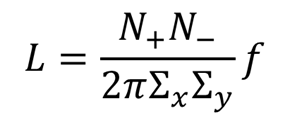 L = \frac{N_+ N_-}{2\pi\Sigma_x\Sigma_y} f